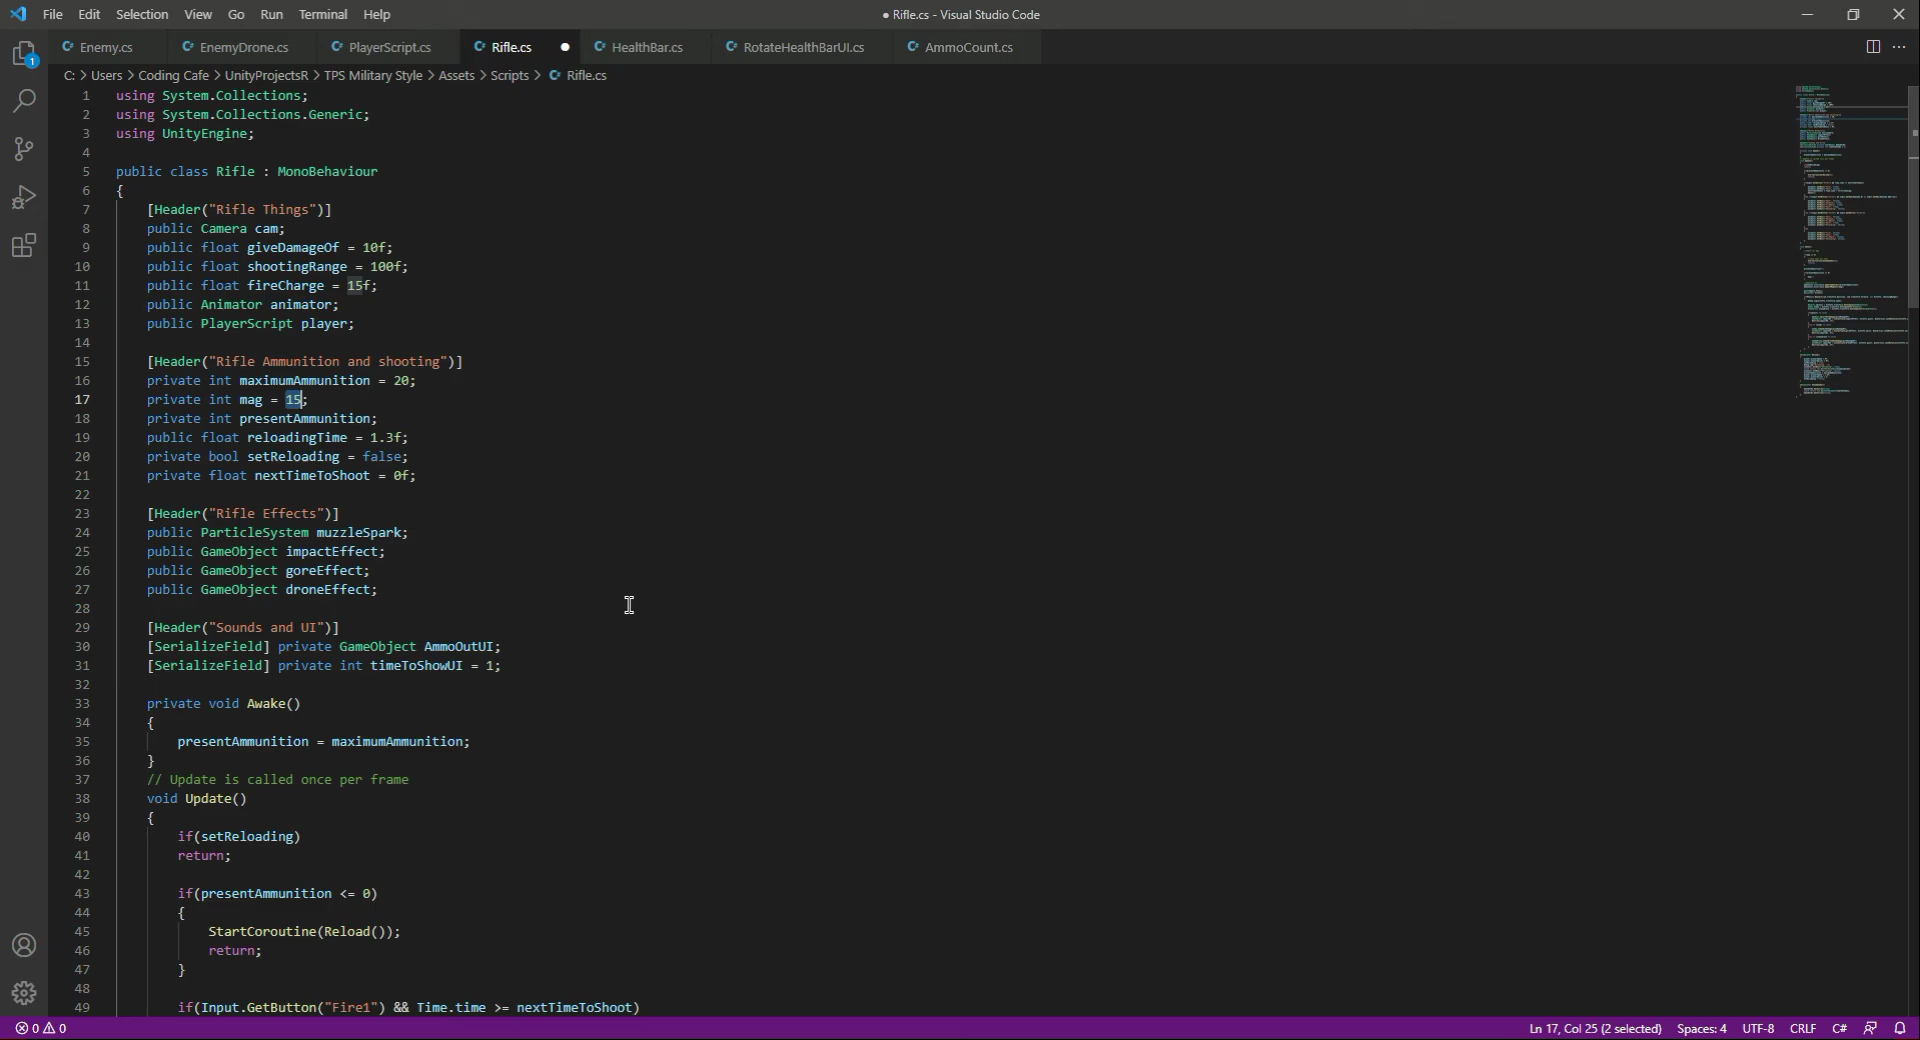 File Edit Selection View Go Run Terminal Help ● Rifle.cs - Visual Studio Code
Enemy.cs EnemyDrone.cs PlayerScript.cs Rifle.cs HealthBar.cs RotateHealthBarUI.cs AmmoCount.cs
C: > Users > Coding Cafe > UnityProjectsR > TPS Military Style > Assets > Scripts > Rifle.cs
1
1 using System.Collections;
2 using System.Collections.Generic;
3 using UnityEngine;
4
5 public class Rifle : MonoBehaviour
6 {
7 [Header("Rifle Things")]
8 public Camera cam;
9 public float giveDamageOf = 10f;
10 public float shootingRange = 100f;
11 public float fireCharge = 15f;
12 public Animator animator;
13 public PlayerScript player;
14
15 [Header("Rifle Ammunition and shooting")]
16 private int maximumAmmunition = 20;
17 private int mag = 15;
18 private int presentAmmunition;
19 public float reloadingTime = 1.3f;
20 private bool setReloading = false;
21 private float nextTimeToShoot = 0f;
22
23 [Header("Rifle Effects")]
24 public ParticleSystem muzzleSpark;
25 public GameObject impactEffect;
26 public GameObject goreEffect;
27 public GameObject droneEffect;
28
29 [Header("Sounds and UI")]
30 [SerializeField] private GameObject AmmoOutUI;
31 [SerializeField] private int timeToShowUI = 1;
32
33 private void Awake()
34 {
35 presentAmmunition = maximumAmmunition;
36 }
37 // Update is called once per frame
38 void Update()
39 {
40 if(setReloading)
41 return;
42
43 if(presentAmmunition <= 0)
44 {
45 StartCoroutine(Reload());
46 return;
47 }
48
49 if(Input.GetButton("Fire1") && Time.time >= nextTimeToShoot)
0 0 Ln 17, Col 25 (2 selected) Spaces: 4 UTF-8 CRLF C#